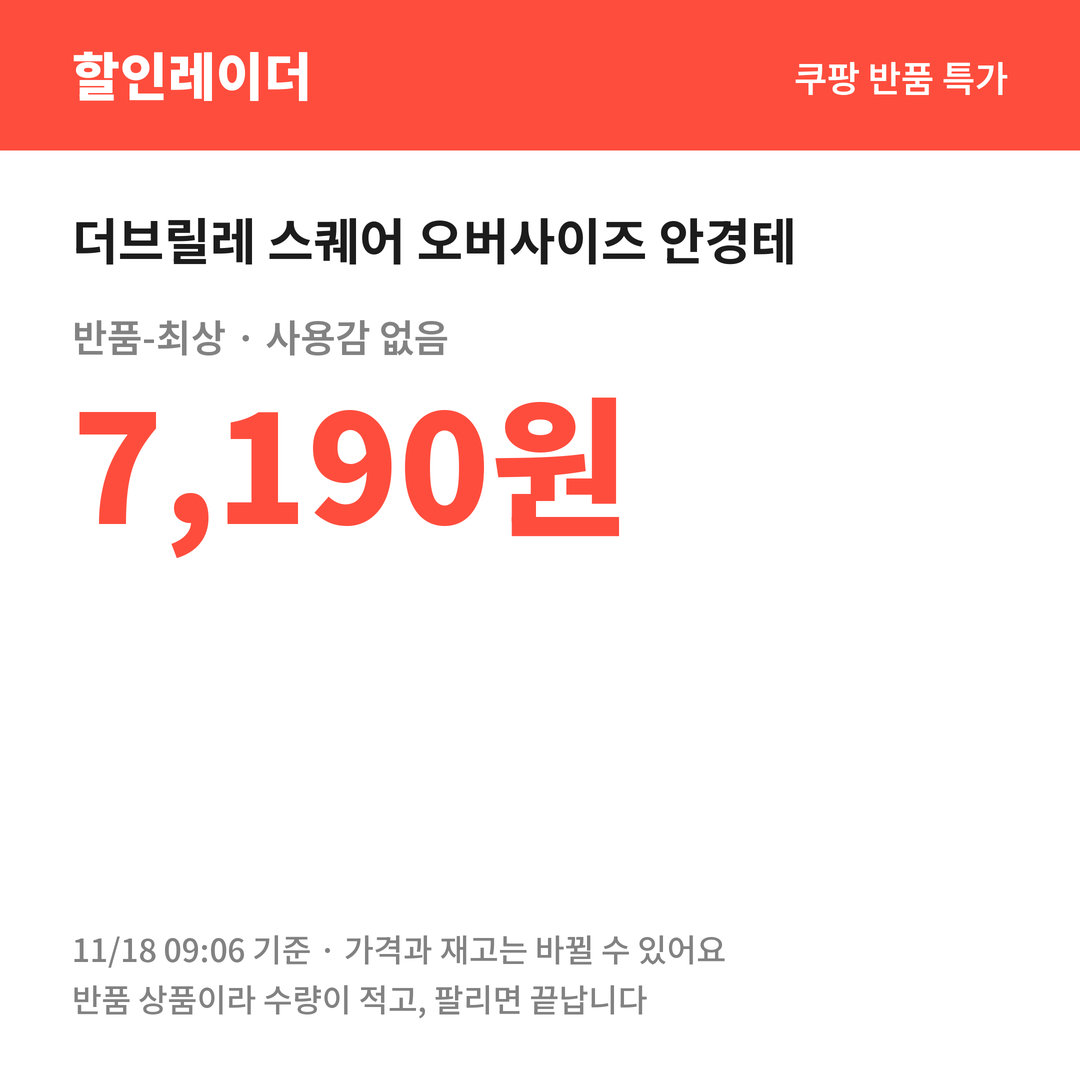 할인레이더
쿠팡 반품 특가
더브릴레 스퀘어 오버사이즈 안경테
반품-최상 · 사용감 없음
7,190원
11/18 09:06 기준 · 가격과 재고는 바뀔 수 있어요
반품 상품이라 수량이 적고, 팔리면 끝납니다